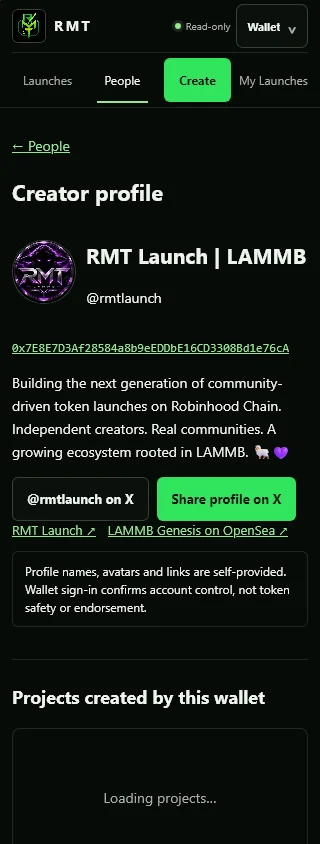 RMT
Read-only
Wallet
Launches
People
Create
My Launches
← People
Creator profile
RMT
RMT Launch | LAMMB
@rmtlaunch
0x7E8E7D3Af28584a8b9eEDDbE16CD3308Bd1e76cA
Building the next generation of community-
driven token launches on Robinhood Chain.
Independent creators. Real communities. A
growing ecosystem rooted in LAMMB. 🐑 💜
@rmtlaunch on X
Share profile on X
RMT Launch ↗ LAMMB Genesis on OpenSea ↗
Profile names, avatars and links are self-provided.
Wallet sign-in confirms account control, not token
safety or endorsement.
Projects created by this wallet
Loading projects…